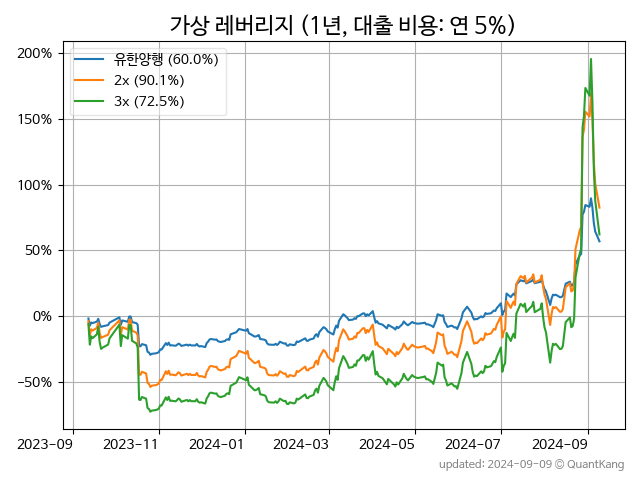 가상 레버리지 (1년, 대출 비용: 연 5%)
유한양행 (60.0%)
2x (90.1%)
3x (72.5%)
200%
150%
100%
50%
0%
−50%
2023-09
2023-11
2024-01
2024-03
2024-05
2024-07
2024-09
updated: 2024-09-09 © QuantKang